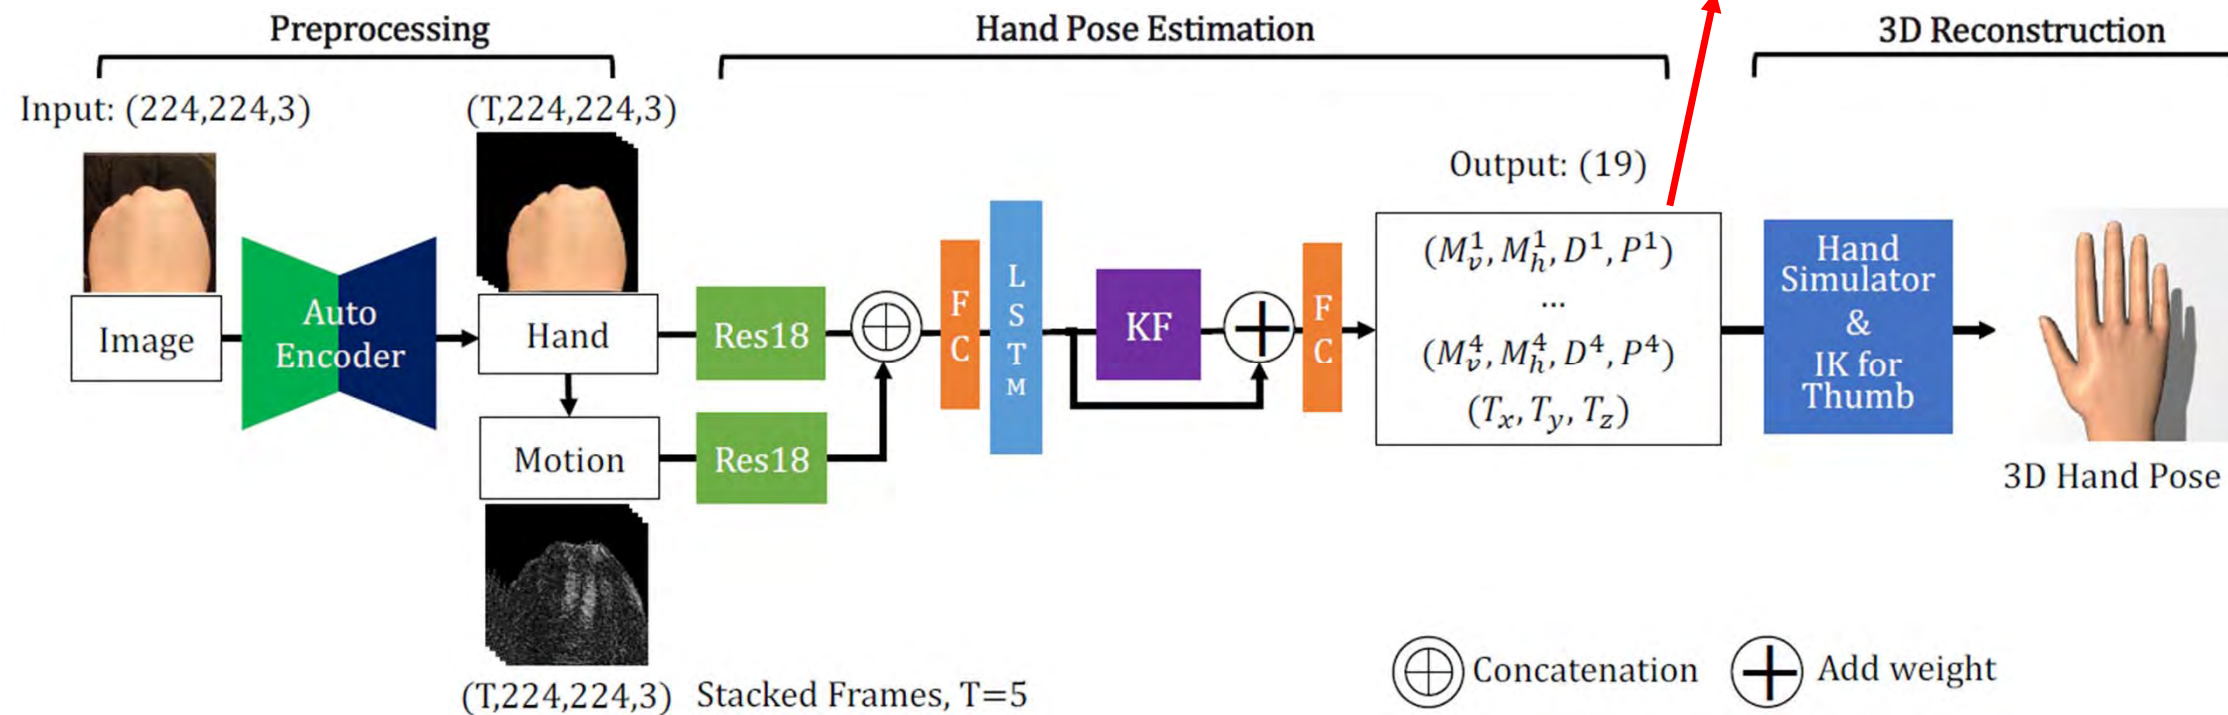 Preprocessing
Hand Pose Estimation
3D Reconstruction
Input: (224,224,3)
(T,224,224,3)
Output: (19)
Image
Auto
Encoder
Hand
Motion
Res18
Res18
F
C
L
S
T
M
KF
F
C
(M_v^1, M_h^1, D^1, P^1)
...
(M_v^4, M_h^4, D^4, P^4)
(T_x, T_y, T_z)
Hand
Simulator
&
IK for
Thumb
3D Hand Pose
(T,224,224,3)
Stacked Frames, T=5
Concatenation
Add weight